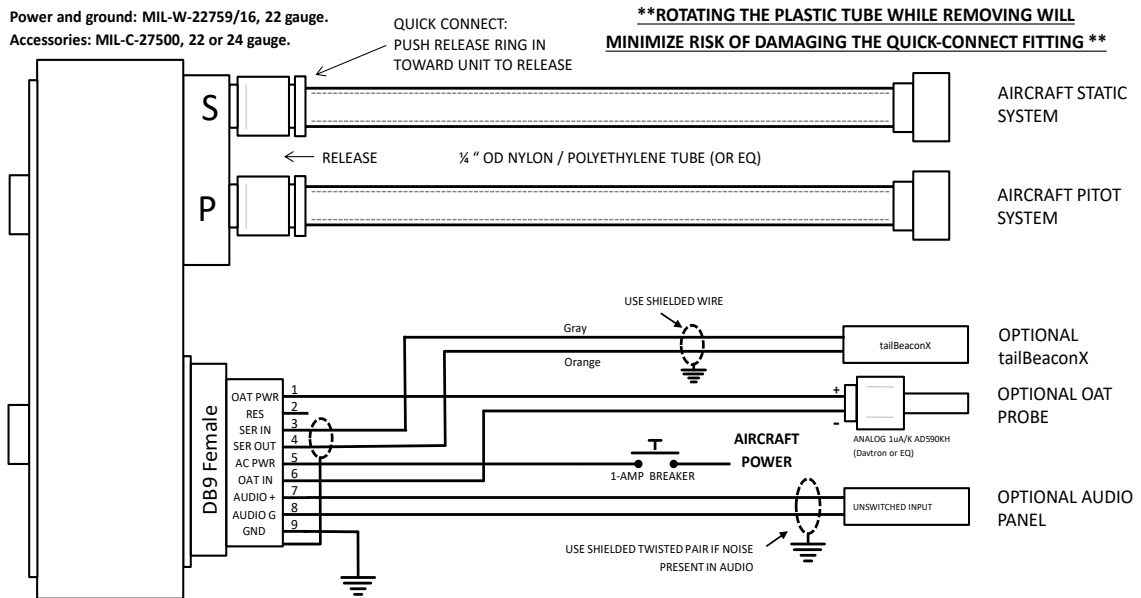 Power and ground: MIL-W-22759/16, 22 gauge.
Accessories: MIL-C-27500, 22 or 24 gauge.
QUICK CONNECT:
PUSH RELEASE RING IN
TOWARD UNIT TO RELEASE
**ROTATING THE PLASTIC TUBE WHILE REMOVING WILL
MINIMIZE RISK OF DAMAGING THE QUICK-CONNECT FITTING **
S
AIRCRAFT STATIC
SYSTEM
RELEASE
¼ “ OD NYLON / POLYETHYLENE TUBE (OR EQ)
P
AIRCRAFT PITOT
SYSTEM
USE SHIELDED WIRE
Gray
Orange
tailBeaconX
OPTIONAL
tailBeaconX
DB9 Female
OAT PWR 1
RES 2
SER IN 3
SER OUT 4
AC PWR 5
OAT IN 6
AUDIO + 7
AUDIO G 8
GND 9
+
-
ANALOG 1uA/K AD590KH
(Davtron or EQ)
OPTIONAL OAT
PROBE
1-AMP BREAKER
AIRCRAFT
POWER
UNSWITCHED INPUT
OPTIONAL AUDIO
PANEL
USE SHIELDED TWISTED PAIR IF NOISE
PRESENT IN AUDIO